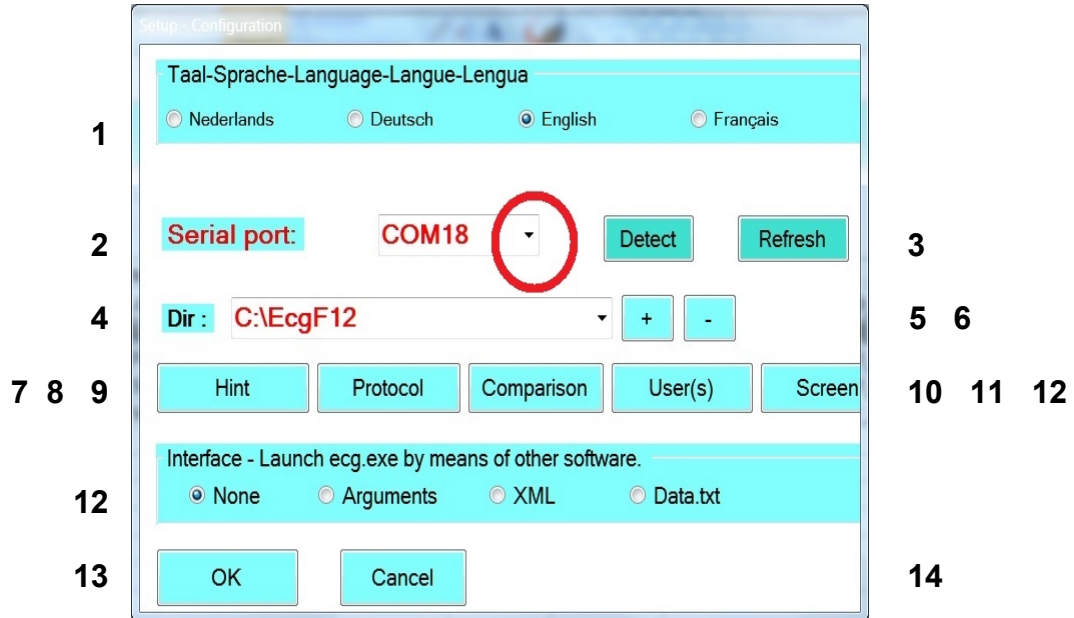 Setup - Configuration
Taal-Sprache-Language-Langue-Lengua
1 Nederlands Deutsch English Français
2 Serial port: COM18 Detect Refresh 3
4 Dir : C:\EcgF12 + - 5 6
7 8 9 Hint Protocol Comparison User(s) Screen 10 11 12
Interface - Launch ecg.exe by means of other software.
12 None Arguments XML Data.txt
13 OK Cancel 14